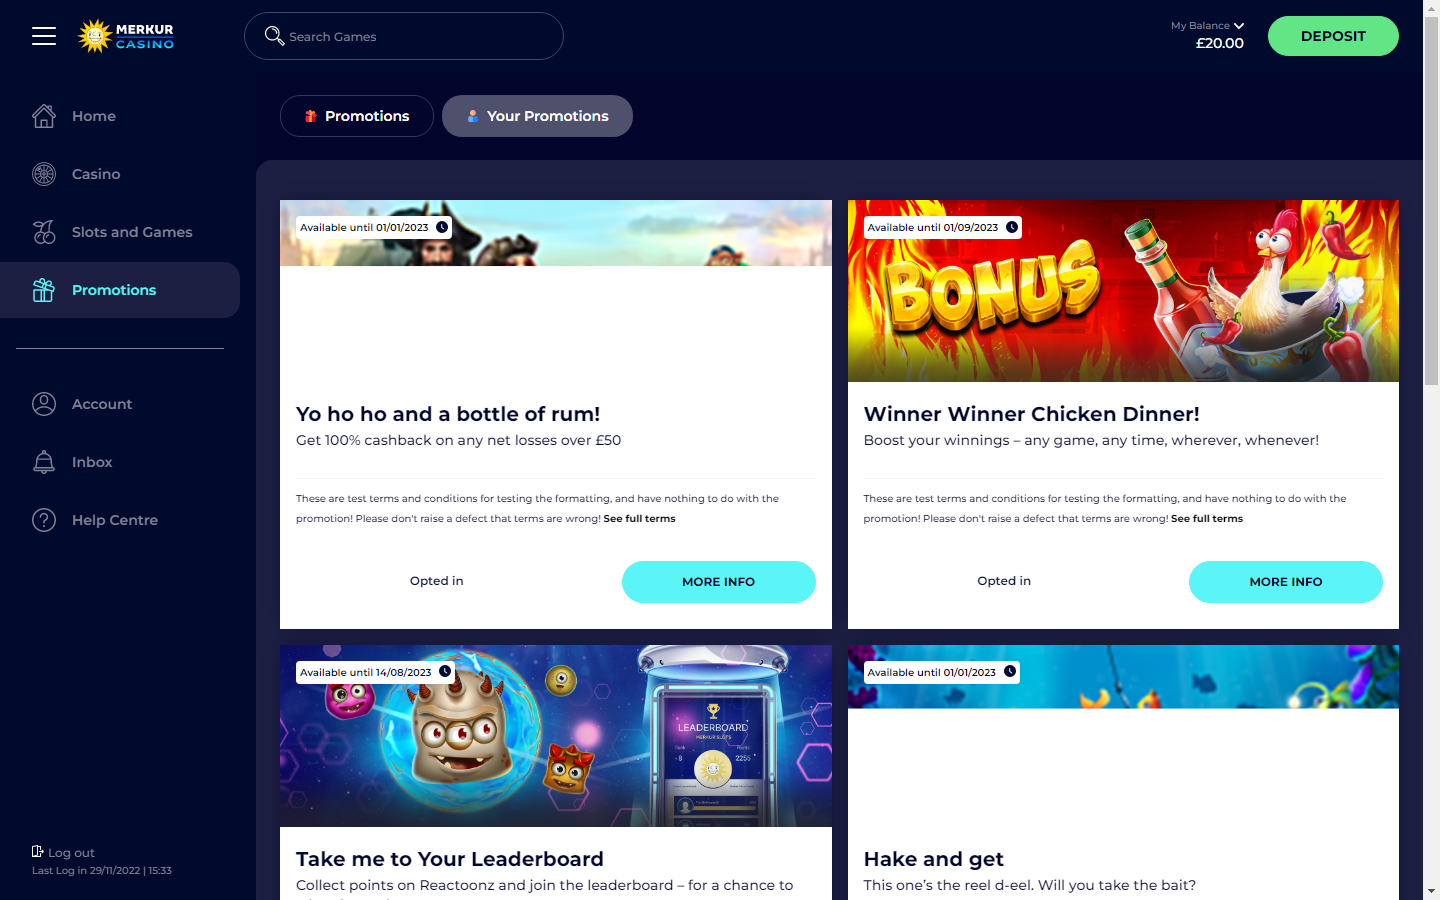 MERKUR
CASINO
Search Games
My Balance
£20.00
DEPOSIT
Home
Casino
Slots and Games
Promotions
Account
Inbox
Help Centre
Log out
Last Log in 29/11/2022 | 15:33
Promotions
Your Promotions
Available until 01/01/2023
Yo ho ho and a bottle of rum!
Get 100% cashback on any net losses over £50
These are test terms and conditions for testing the formatting, and have nothing to do with the
promotion! Please don't raise a defect that terms are wrong! See full terms
Opted in
MORE INFO
Available until 01/09/2023
BONUS
Winner Winner Chicken Dinner!
Boost your winnings – any game, any time, wherever, whenever!
These are test terms and conditions for testing the formatting, and have nothing to do with the
promotion! Please don't raise a defect that terms are wrong! See full terms
Opted in
MORE INFO
Available until 14/08/2023
LEADERBOARD
MERKUR SLOTS
Rank
Points
8
2255
Take me to Your Leaderboard
Collect points on Reactoonz and join the leaderboard – for a chance to
Available until 01/01/2023
Hake and get
This one's the reel d-eel. Will you take the bait?